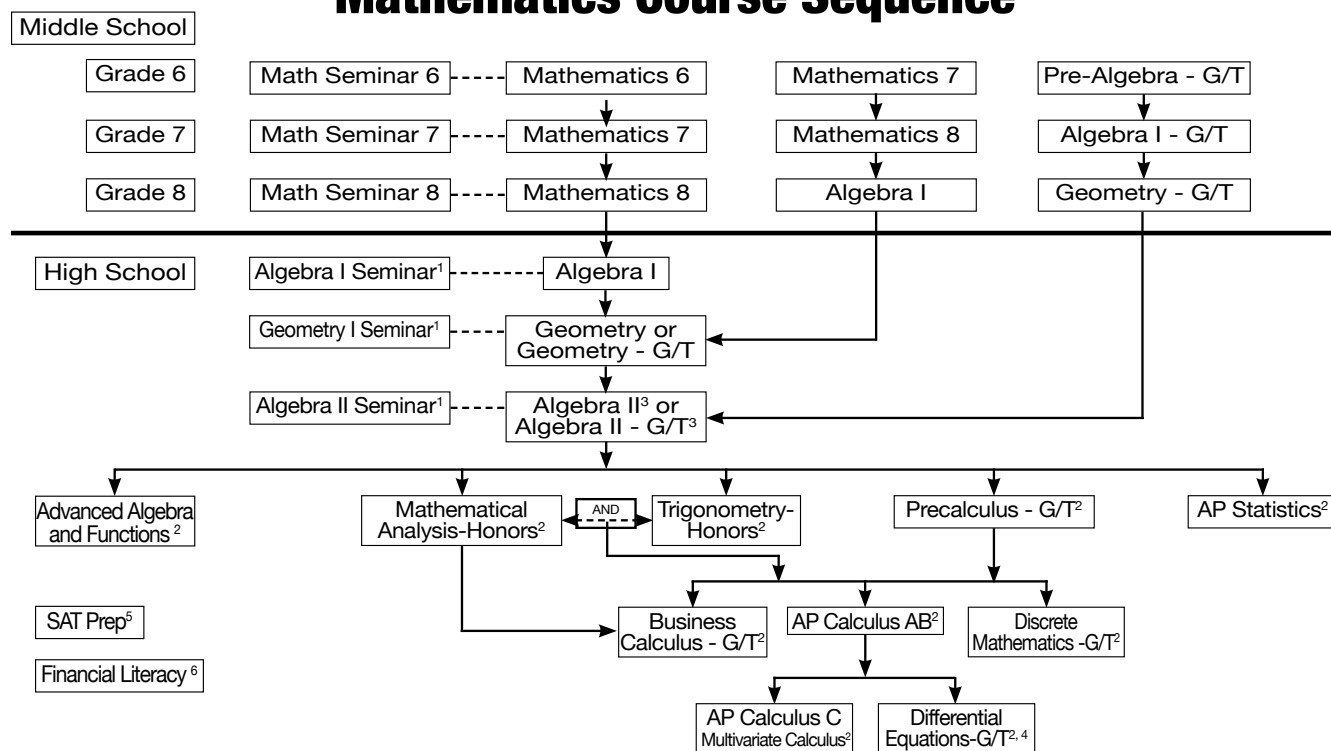 Mathematics Course Sequence
Middle School
Grade 6
Math Seminar 6
Mathematics 6
Mathematics 7
Pre-Algebra - G/T
Grade 7
Math Seminar 7
Mathematics 7
Mathematics 8
Algebra I - G/T
Grade 8
Math Seminar 8
Mathematics 8
Algebra I
Geometry - G/T
High School
Algebra I Seminar¹
Algebra I
Geometry I Seminar¹
Geometry or
Geometry - G/T
Algebra II Seminar¹
Algebra II³ or
Algebra II - G/T³
Advanced Algebra
and Functions ²
Mathematical
Analysis-Honors²
AND
Trigonometry-
Honors²
Precalculus - G/T²
AP Statistics²
SAT Prep⁵
Business
Calculus - G/T²
AP Calculus AB²
Discrete
Mathematics -G/T²
Financial Literacy ⁶
AP Calculus C
Multivariate Calculus²
Differential
Equations-G/T², ⁴